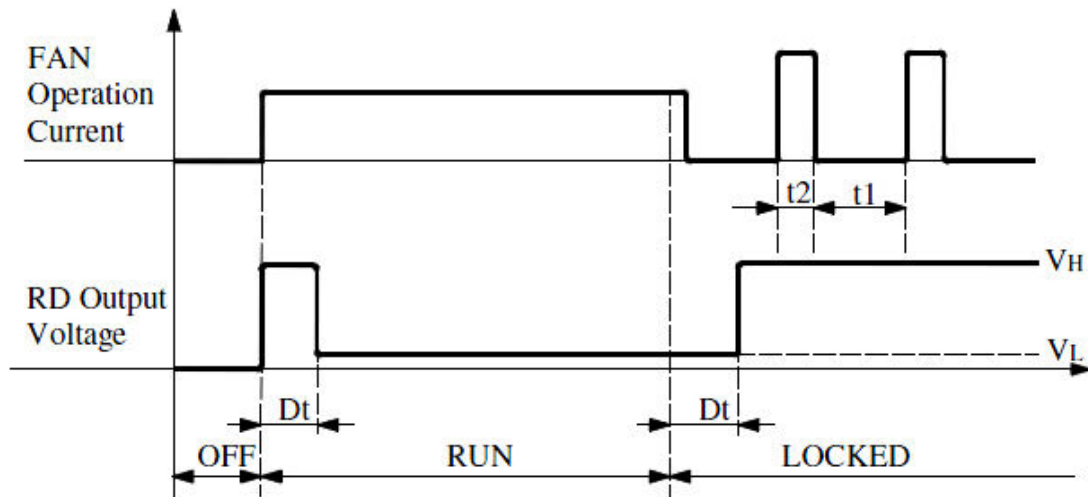 FAN
Operation
Current
t2
t1
VH
RD Output
Voltage
VL
Dt
Dt
OFF
RUN
LOCKED